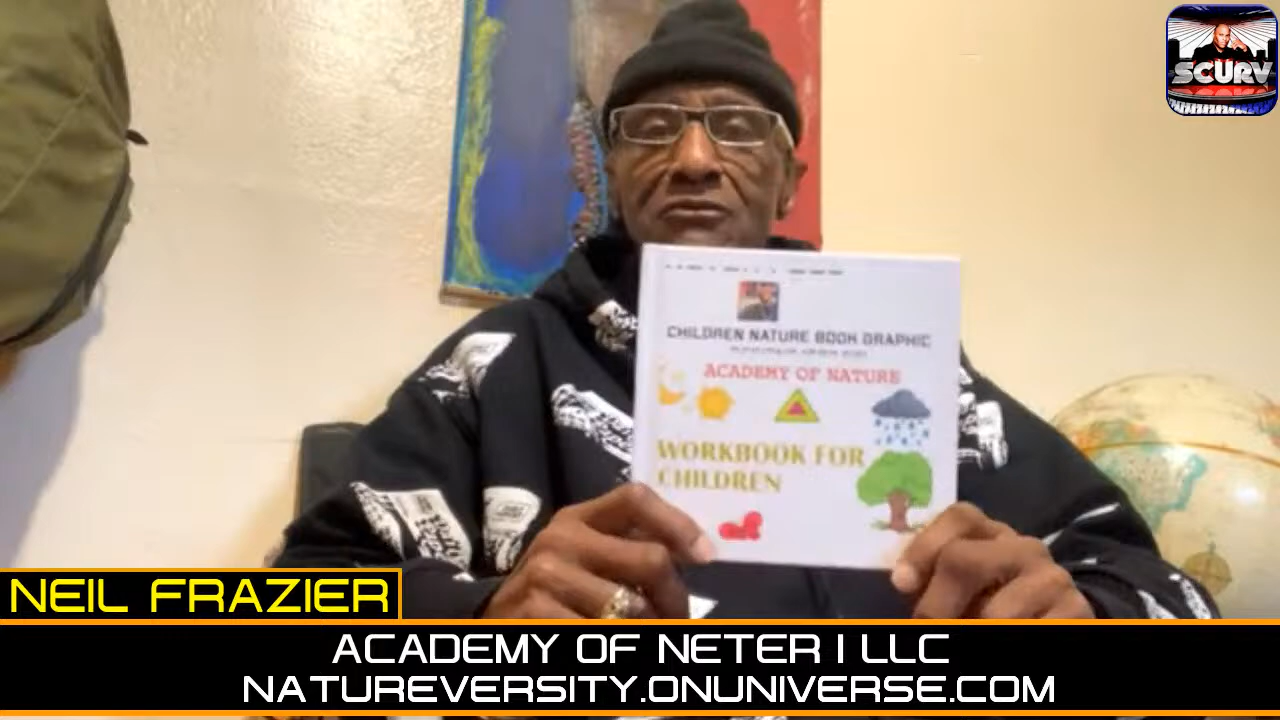 SCURV
CHILDREN NATURE BOOK GRAPHIC
ACADEMY OF NATURE
WORKBOOK FOR
CHILDREN
NEIL FRAZIER
ACADEMY OF NETER I LLC
NATUREVERSITY.ONUNIVERSE.COM